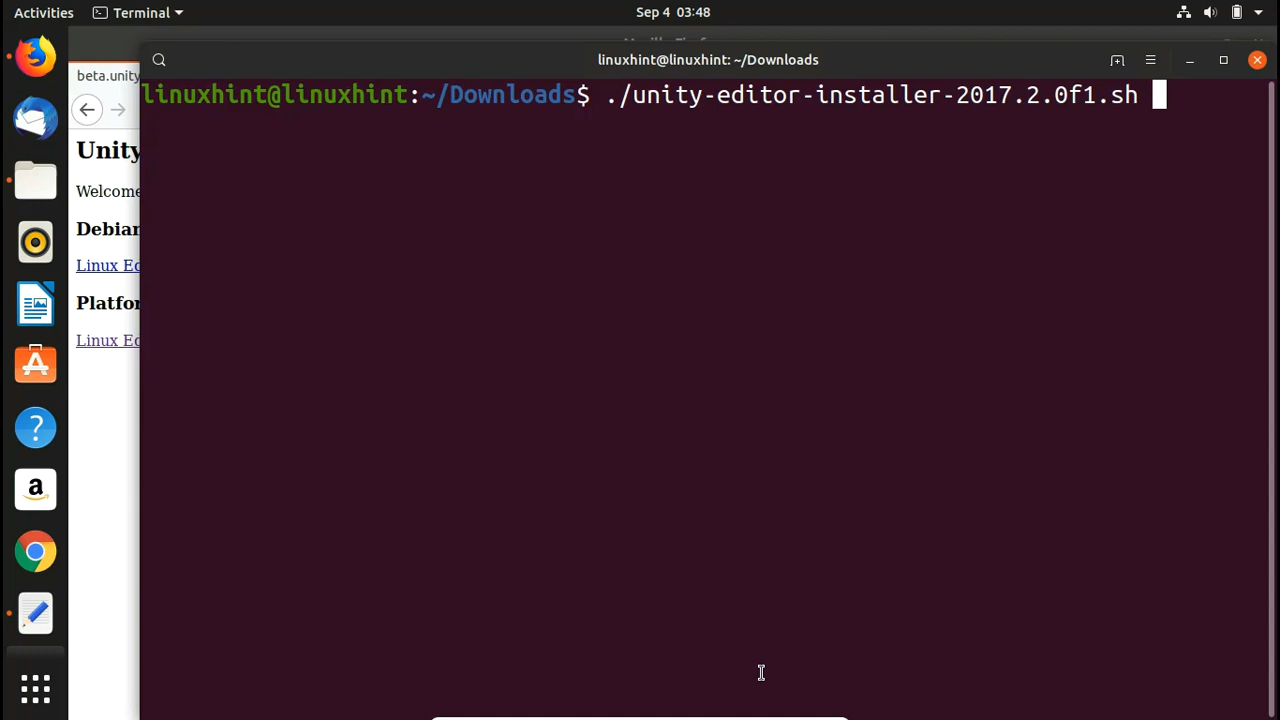 Activities
Terminal
Sep 4 03:48
linuxhint@linuxhint: ~/Downloads
linuxhint@linuxhint:~/Downloads$ ./unity-editor-installer-2017.2.0f1.sh
beta.unity
Unity
Welcome
Debian
Linux Ed
Platfor
Linux Ed
a
?